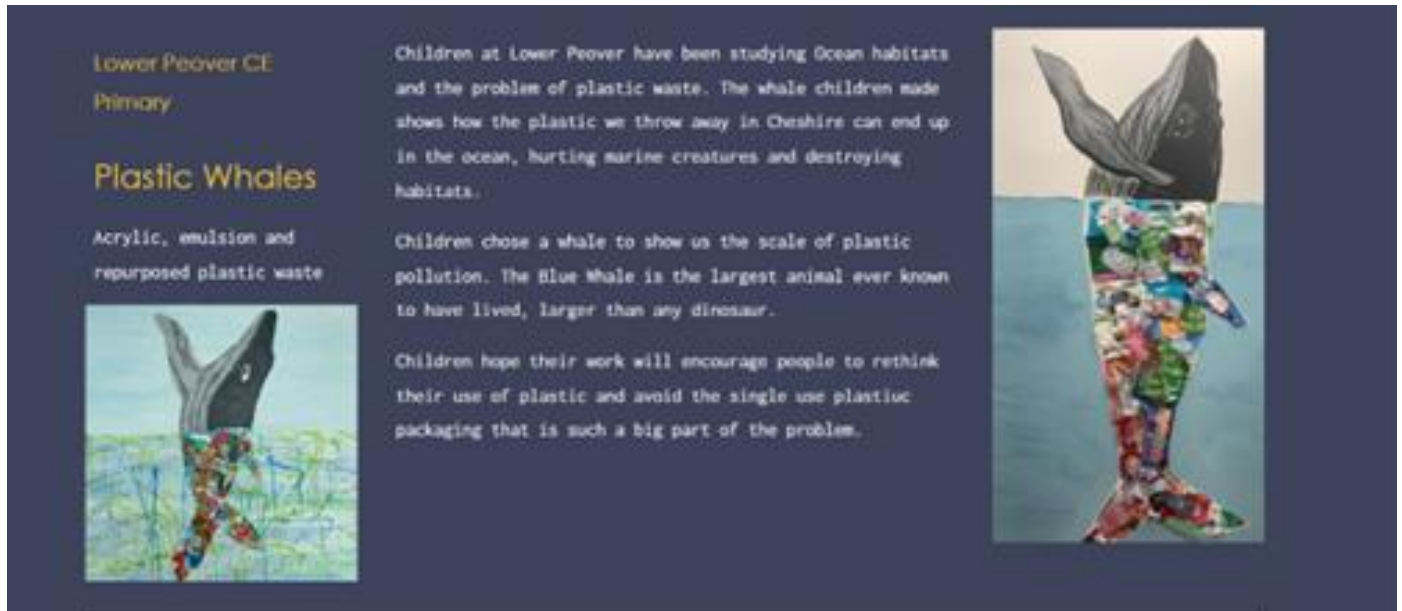 Lower Peover CE
Primary
Plastic Whales
Acrylic, emulsion and
repurposed plastic waste
Children at Lower Peover have been studying Ocean habitats
and the problem of plastic waste. The whale children made
shows how the plastic we throw away in Cheshire can end up
in the ocean, hurting marine creatures and destroying
habitats.
Children chose a whale to show us the scale of plastic
pollution. The Blue Whale is the largest animal ever known
to have lived, larger than any dinosaur.
Children hope their work will encourage people to rethink
their use of plastic and avoid the single use plastiuc
packaging that is such a big part of the problem.